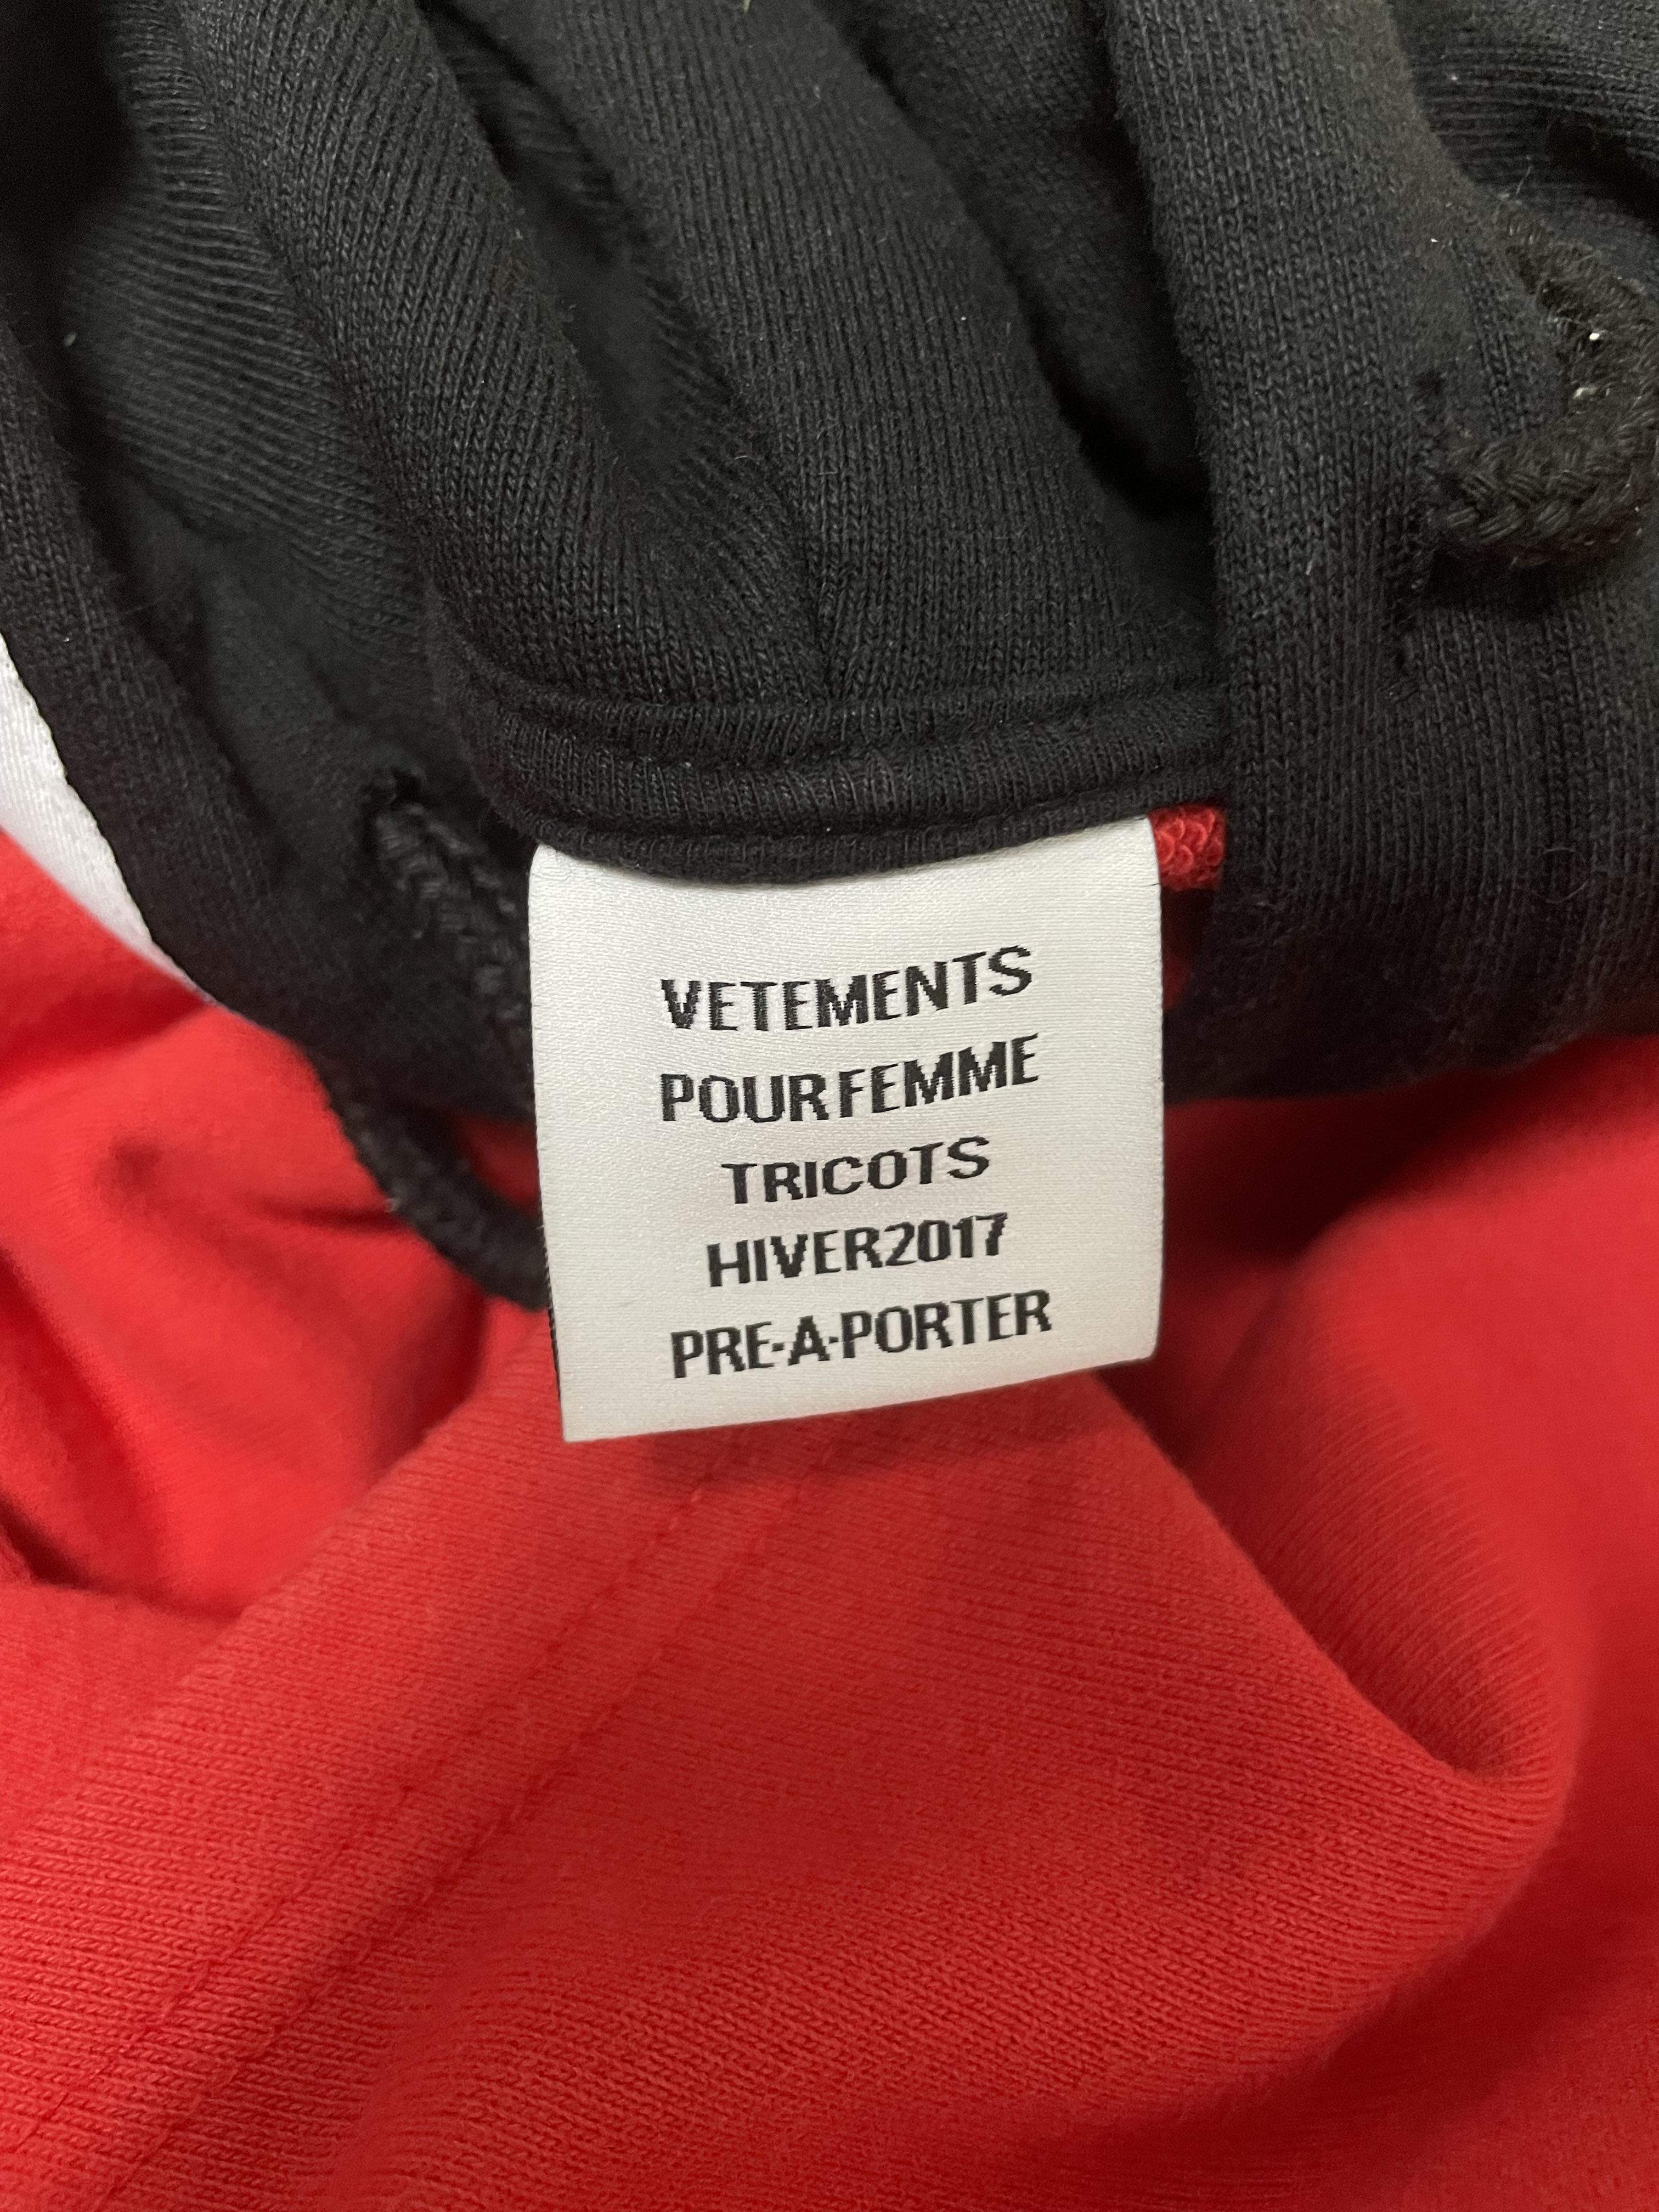 VETEMENTS
POUR FEMME
TRICOTS
HIVER2017
PRE-A-PORTER